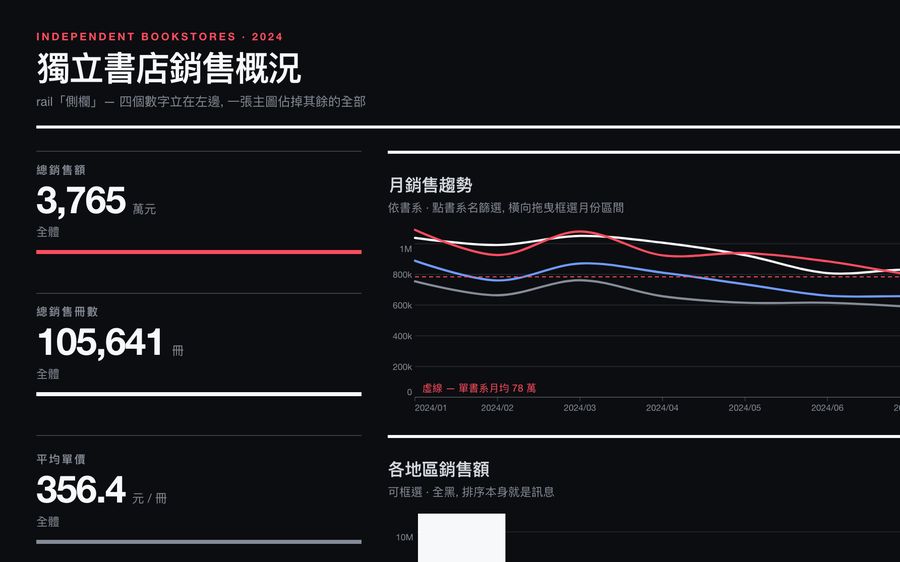 INDEPENDENT BOOKSTORES · 2024
獨立書店銷售概況
rail「側欄」— 四個數字立在左邊, 一張主圖佔掉其餘的全部
總銷售額
3,765 萬元
全體
總銷售冊數
105,641 冊
全體
平均單價
356.4 元 / 冊
全體
月銷售趨勢
依書系 · 點書系名篩選, 橫向拖曳框選月份區間
1M
800k
600k
400k
200k
0
虛線 — 單書系月均 78 萬
2024/01 2024/02 2024/03 2024/04 2024/05 2024/06
各地區銷售額
可框選 · 全黑, 排序本身就是訊息
10M